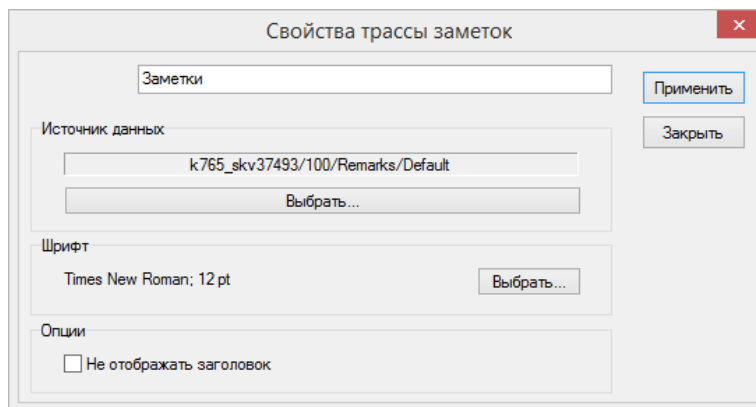 Свойства трассы заметок
Заметки
Применить
Источник данных
Закрыть
k765_skv37493/100/Remarks/Default
Выбрать...
Шрифт
Times New Roman; 12 pt
Выбрать...
Опции
Не отображать заголовок